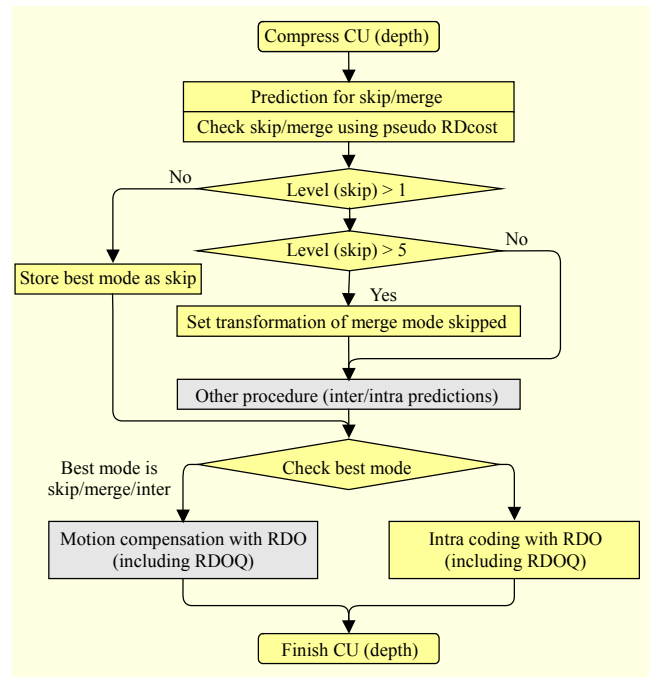 Compress CU (depth)
Prediction for skip/merge
Check skip/merge using pseudo RDcost
No
Level (skip) > 1
Level (skip) > 5
No
Store best mode as skip
Yes
Set transformation of merge mode skipped
Other procedure (inter/intra predictions)
Best mode is
skip/merge/inter
Check best mode
Motion compensation with RDO
(including RDOQ)
Intra coding with RDO
(including RDOQ)
Finish CU (depth)